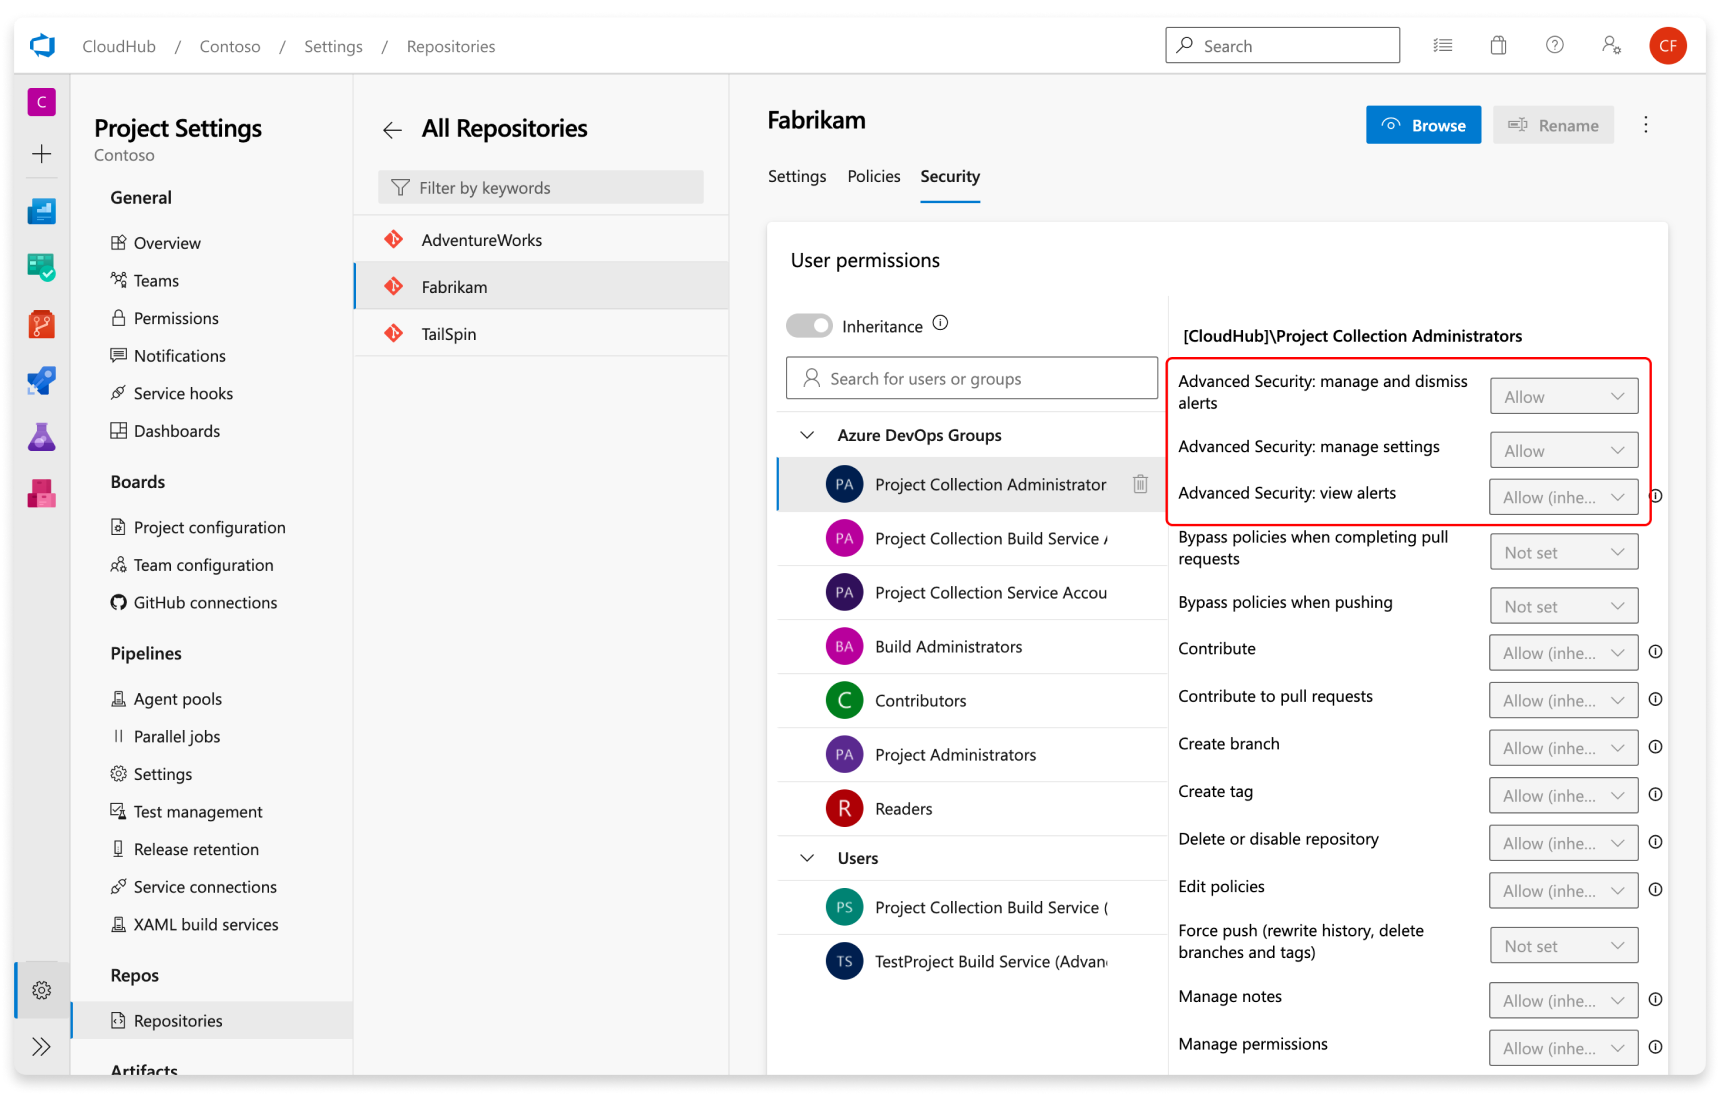 CloudHub / Contoso / Settings / Repositories
Search
CF
C
Project Settings
Contoso
General
Overview
Teams
Permissions
Notifications
Service hooks
Dashboards
Boards
Project configuration
Team configuration
GitHub connections
Pipelines
Agent pools
Parallel jobs
Settings
Test management
Release retention
Service connections
XAML build services
Repos
Repositories
Artifacts
All Repositories
Filter by keywords
AdventureWorks
Fabrikam
TailSpin
Fabrikam
Browse
Rename
Settings
Policies
Security
User permissions
Inheritance
Search for users or groups
Azure DevOps Groups
PA
Project Collection Administrator
PA
Project Collection Build Service
PA
Project Collection Service Accou
BA
Build Administrators
C
Contributors
PA
Project Administrators
R
Readers
Users
PS
Project Collection Build Service (
TS
TestProject Build Service (Advan
[CloudHub]\Project Collection Administrators
Advanced Security: manage and dismiss
alerts
Allow
Advanced Security: manage settings
Allow
Advanced Security: view alerts
Allow (inhe...
Bypass policies when completing pull
requests
Not set
Bypass policies when pushing
Not set
Contribute
Allow (inhe...
Contribute to pull requests
Allow (inhe...
Create branch
Allow (inhe...
Create tag
Allow (inhe...
Delete or disable repository
Allow (inhe...
Edit policies
Allow (inhe...
Force push (rewrite history, delete
branches and tags)
Not set
Manage notes
Allow (inhe...
Manage permissions
Allow (inhe...